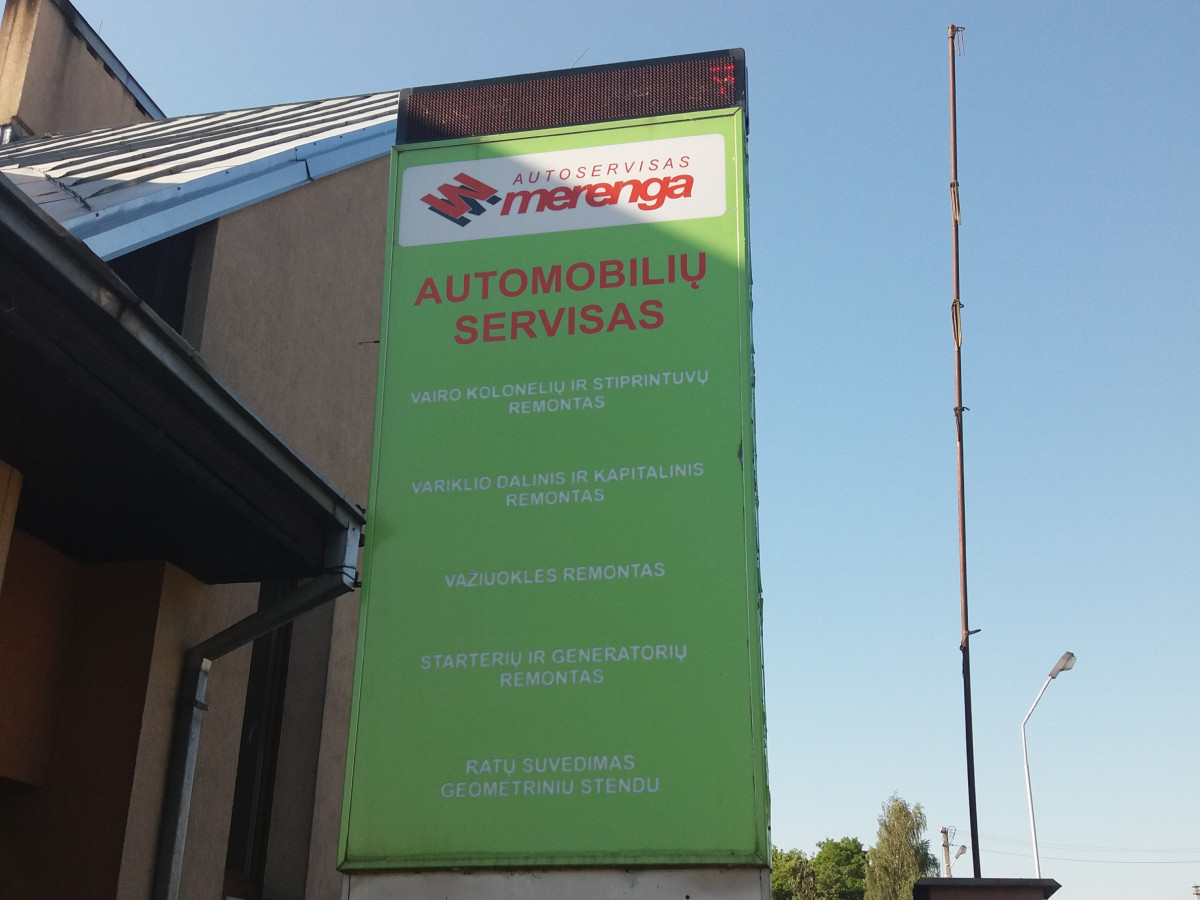 AUTOSERVISAS
merenga
AUTOMOBILIŲ
SERVISAS
VAIRO KOLONELIŲ IR STIPRINTUVŲ
REMONTAS
VARIKLIO DALINIS IR KAPITALINIS
REMONTAS
VAŽIUOKLĖS REMONTAS
STARTERIŲ IR GENERATORIŲ
REMONTAS
RATŲ SUVEDIMAS
GEOMETRINIU STENDU